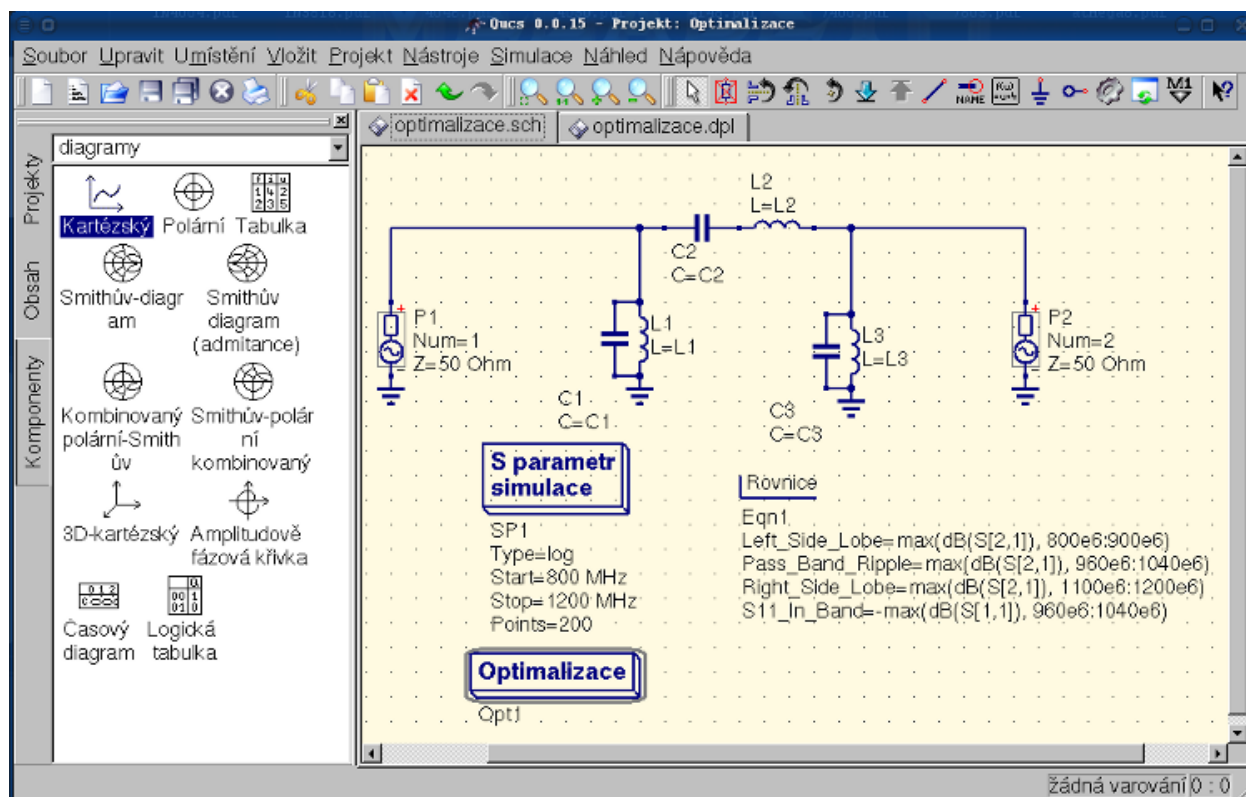 Qucs 0.0.15 - Projekt: Optimalizace
Soubor Upravit Umístění Vložit Projekt Nástroje Simulace Náhled Nápověda
NAME
M1
optimalizace.sch
optimalizace.dpl
Projekty
Obsah
Komponenty
diagramy
Kartézský
Polární
Tabulka
Smithův-diagr
am
Smithův
diagram
(admitance)
Kombinovaný
polární-Smith
ův
Smithův-polár
ní
kombinovaný
3D-kartézský
Amplitudově
fázová křivka
Časový
diagram
Logická
tabulka
L2
L=L2
C2
C=C2
P1
Num=1
Z=50 Ohm
L1
L=L1
C1
C=C1
L3
L=L3
C3
C=C3
P2
Num=2
Z=50 Ohm
S parametr
simulace
SP1
Type=log
Start=800 MHz
Stop=1200 MHz
Points=200
Rovnice
Eqn1
Left_Side_Lobe=max(dB(S[2,1]), 800e6:900e6)
Pass_Band_Ripple=max(dB(S[2,1]), 960e6:1040e6)
Right_Side_Lobe=max(dB(S[2,1]), 1100e6:1200e6)
S11_In_Band=-max(dB(S[1,1]), 960e6:1040e6)
Optimalizace
Opt1
žádná varování 0 : 0